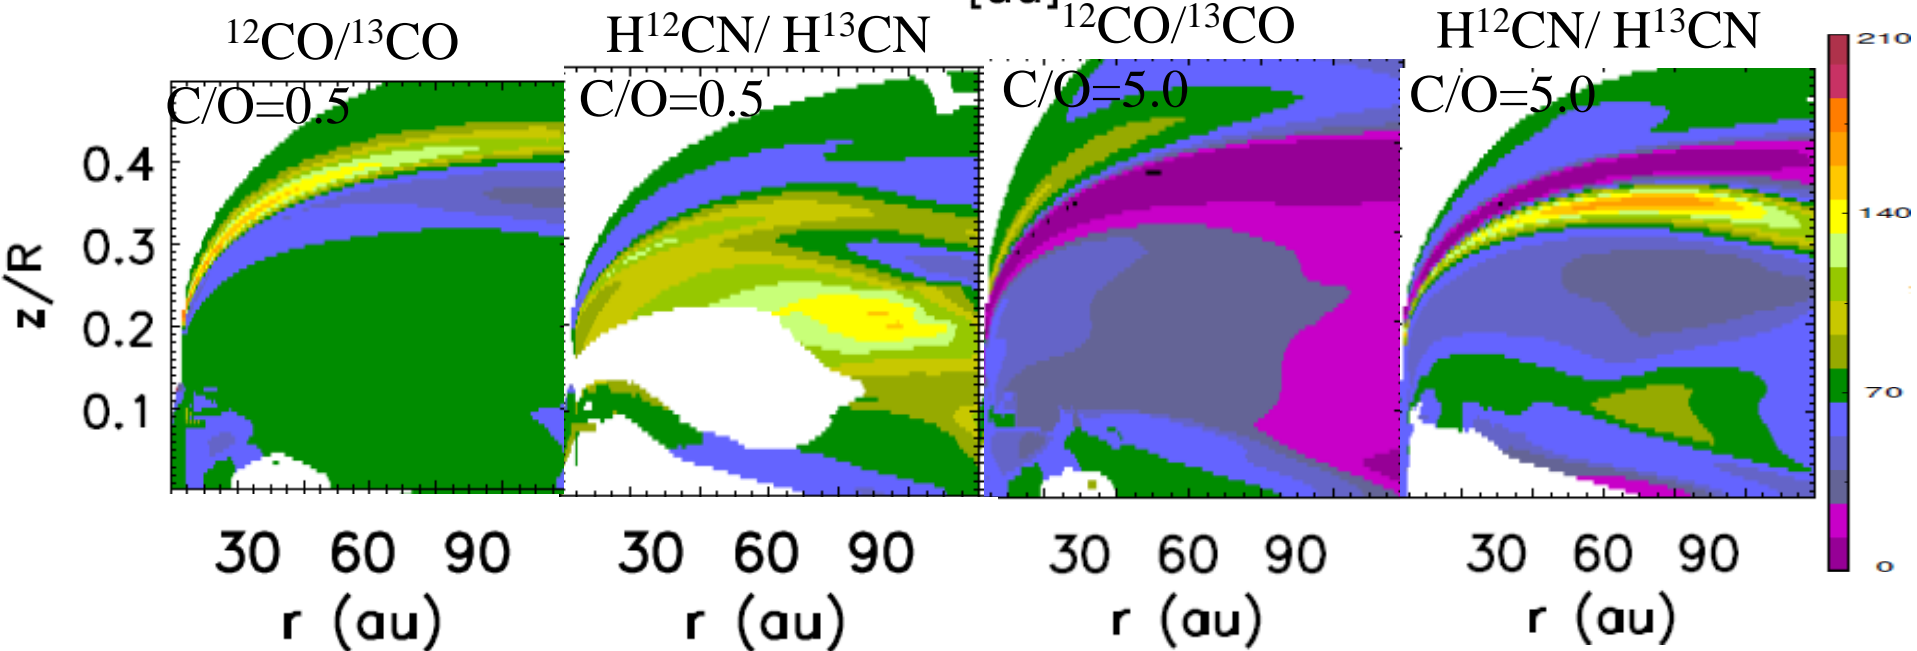 [au]
¹²CO/¹³CO
H¹²CN/ H¹³CN
¹²CO/¹³CO
H¹²CN/ H¹³CN
C/O=0.5
C/O=0.5
C/O=5.0
C/O=5.0
210
140
70
0
z/R
0.4
0.3
0.2
0.1
30 60 90
30 60 90
30 60 90
30 60 90
r (au)
r (au)
r (au)
r (au)